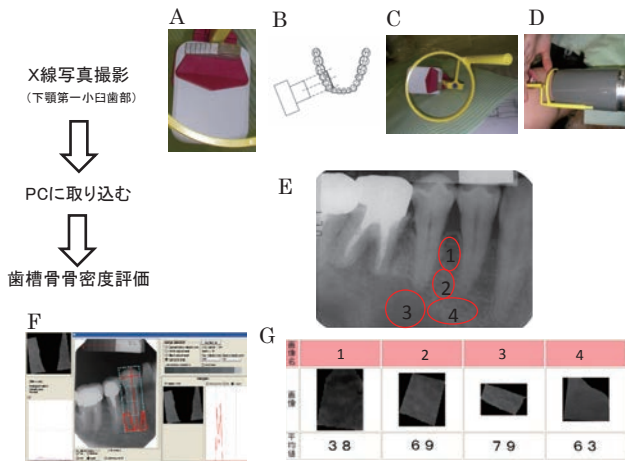 A
B
C
D
X線写真撮影
(下顎第一小臼歯部)
PCに取り込む
歯槽骨骨密度評価
E
1
2
3
4
F
G
画像名
1
2
3
4
画像
平均値
38
69
79
63